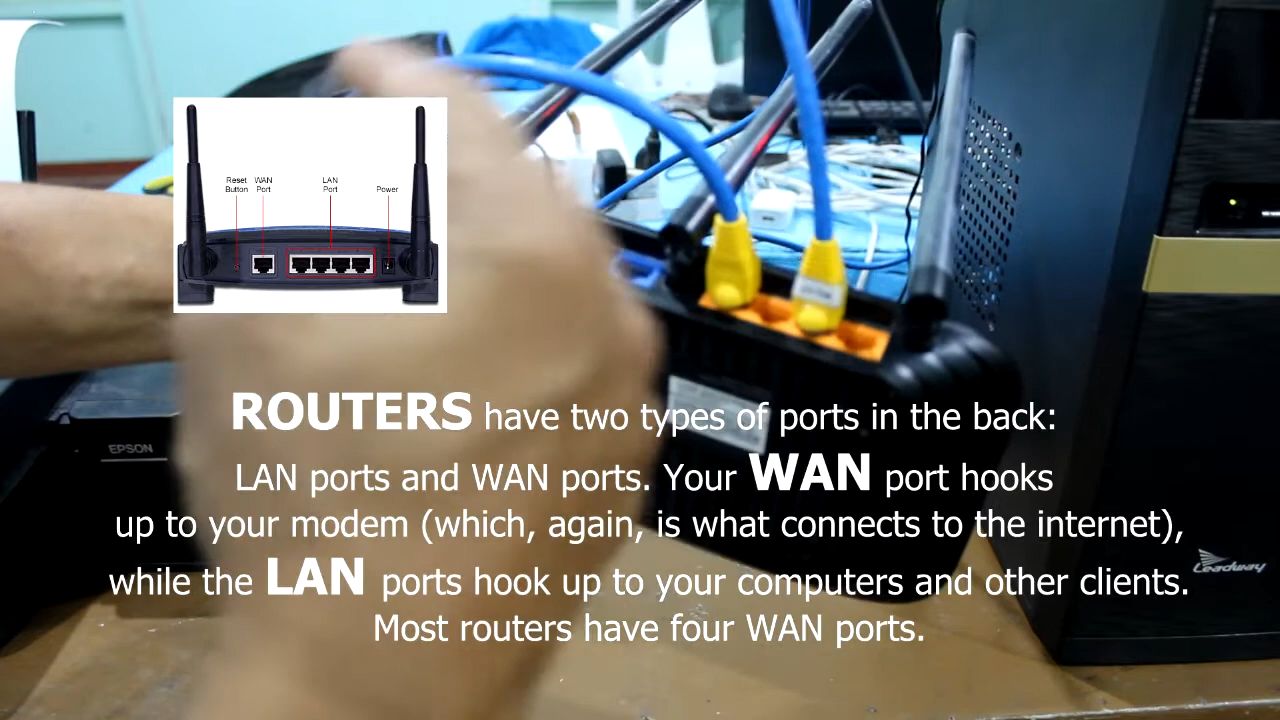 Reset Button
WAN Port
LAN Port
Power
EPSON
ROUTERS have two types of ports in the back:
LAN ports and WAN ports. Your WAN port hooks
up to your modem (which, again, is what connects to the internet),
Leadway
while the LAN ports hook up to your computers and other clients.
Most routers have four WAN ports.